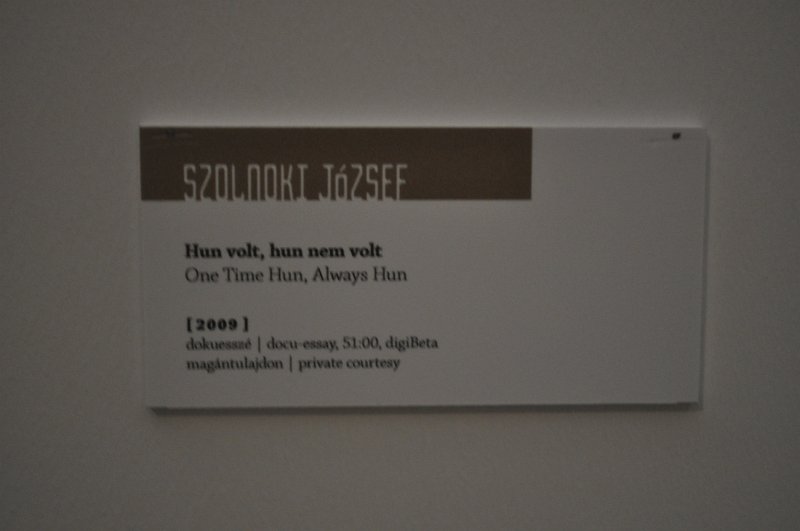 SZOLNOKI JÓZSEF
Hun volt, hun nem volt
One Time Hun, Always Hun
[2009]
dokuesszé | docu-essay, 51:00, digiBeta
magántulajdon | private courtesy